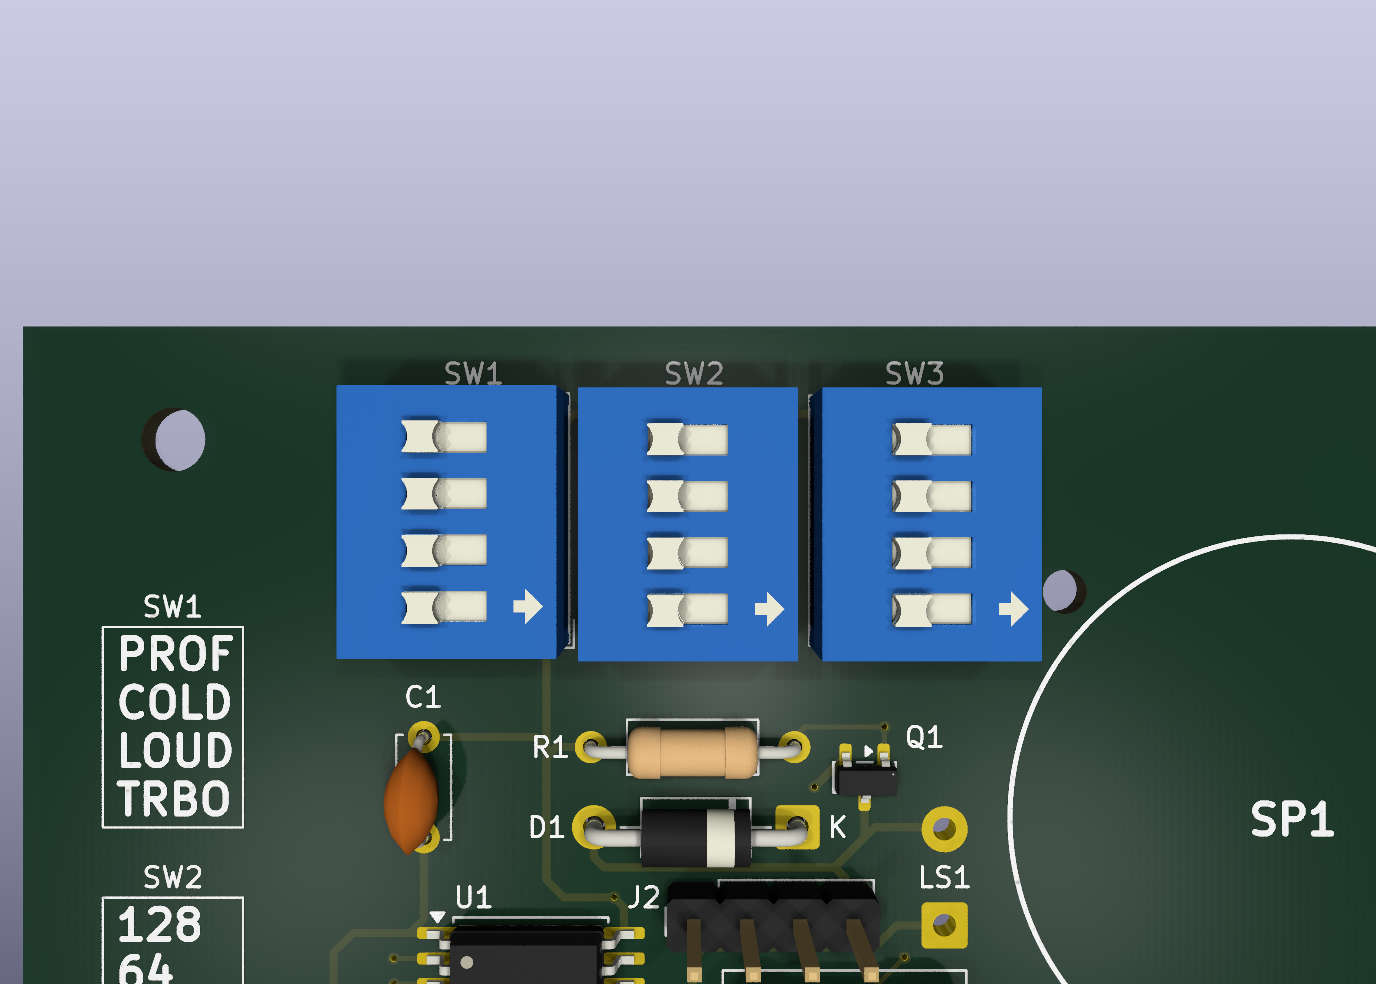 SW1 SW2 SW3
SW1
PROF
COLD
LOUD
TRBO
C1
R1
Q1
D1
K
SP1
SW2
LS1
U1
J2
128
64